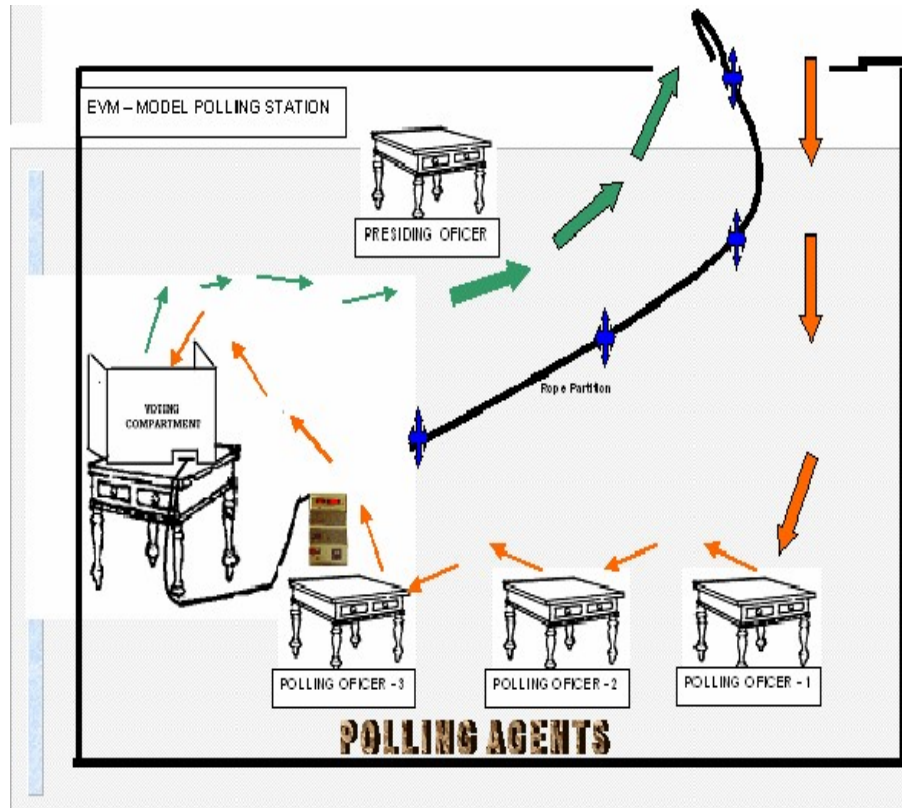 EVM – MODEL POLLING STATION
PRESIDING OFICER
Rope Partition
VOTING
COMPARTMENT
POLLING OFICER - 3
POLLING OFICER - 2
POLLING OFICER - 1
POLLING AGENTS